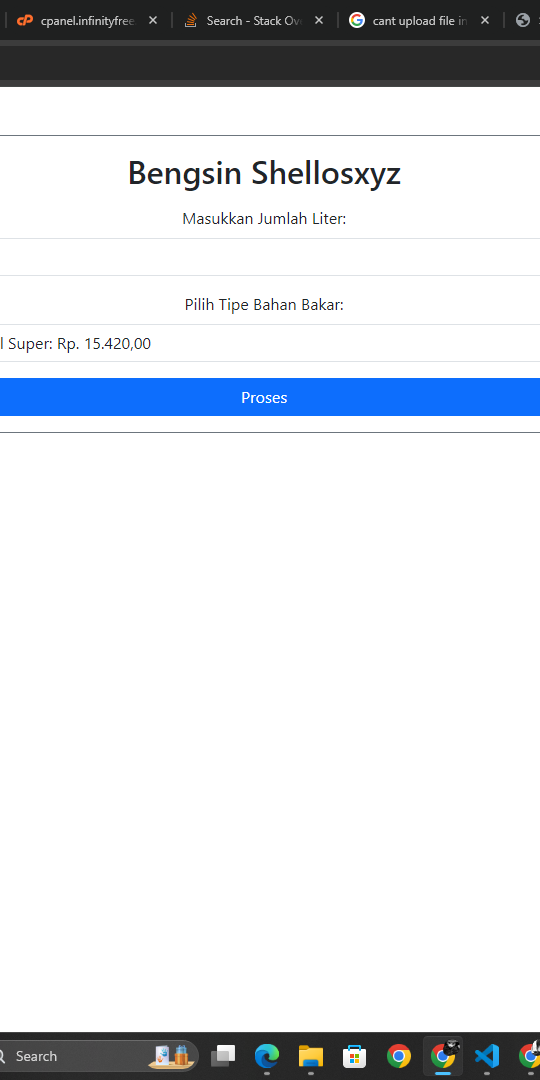 cpanel.infinityfree
Search - Stack Ov
cant upload file in
Bengsin Shellosxyz
Masukkan Jumlah Liter:
Pilih Tipe Bahan Bakar:
l Super: Rp. 15.420,00
Proses
Search